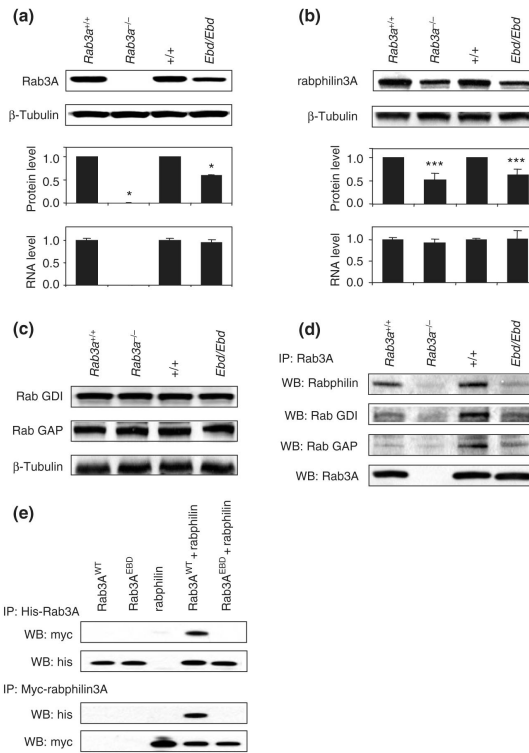 (a)
Rab3a+/+
Rab3a–/–
+/+
Ebd/Ebd
Rab3A
β-Tubulin
Protein level
1.0
0.5
0.0
*
*
RNA level
1.0
0.5
0.0
(b)
Rab3a+/+
Rab3a–/–
+/+
Ebd/Ebd
rabphilin3A
β-Tubulin
Protein level
1.0
0.5
0.0
***
***
RNA level
1.0
0.5
0.0
(c)
Rab3a+/+
Rab3a–/–
+/+
Ebd/Ebd
Rab GDI
Rab GAP
β-Tubulin
(d)
Rab3a+/+
Rab3a–/–
+/+
Ebd/Ebd
IP: Rab3A
WB: Rabphilin
WB: Rab GDI
WB: Rab GAP
WB: Rab3A
(e)
Rab3AWT
Rab3AEBD
rabphilin
Rab3AWT + rabphilin
Rab3AEBD + rabphilin
IP: His-Rab3A
WB: myc
WB: his
IP: Myc-rabphilin3A
WB: his
WB: myc